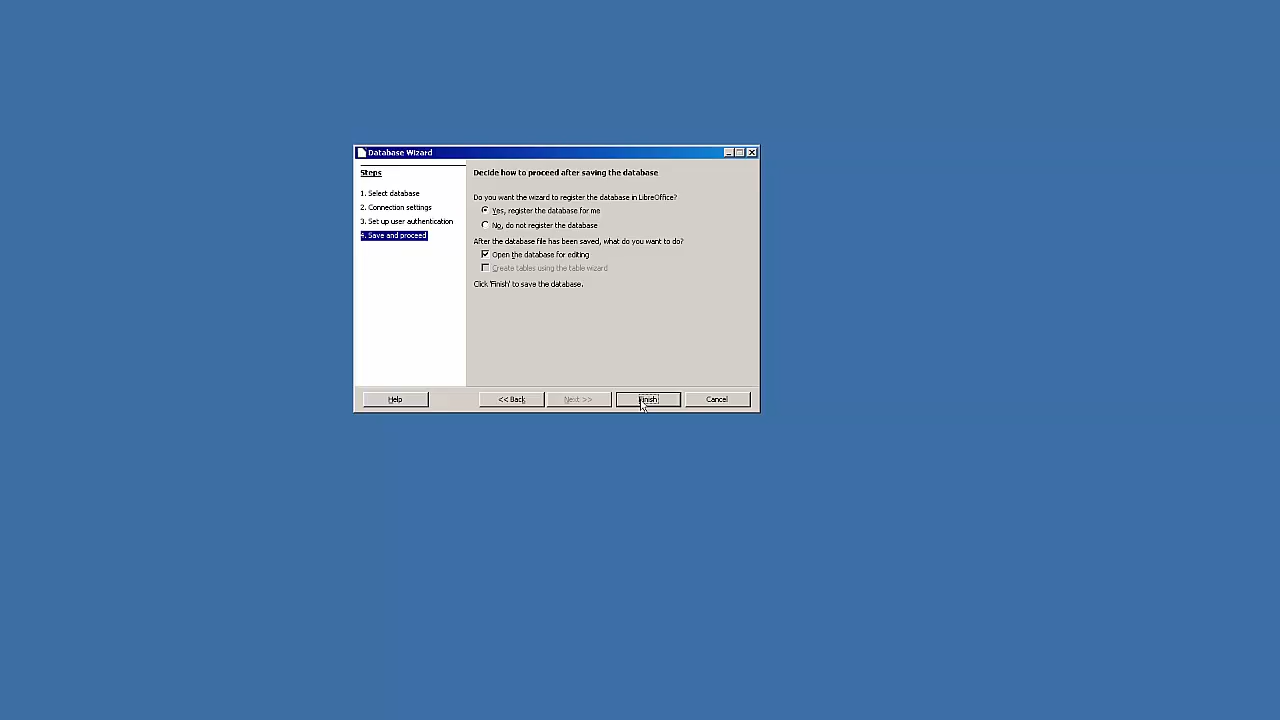 Database Wizard
Steps
1. Select database
2. Connection settings
3. Set up user authentication
4. Save and proceed
Decide how to proceed after saving the database
Do you want the wizard to register the database in LibreOffice?
Yes, register the database for me
No, do not register the database
After the database file has been saved, what do you want to do?
Open the database for editing
Create tables using the table wizard
Click 'Finish' to save the database.
Help
<< Back
Next >>
Finish
Cancel